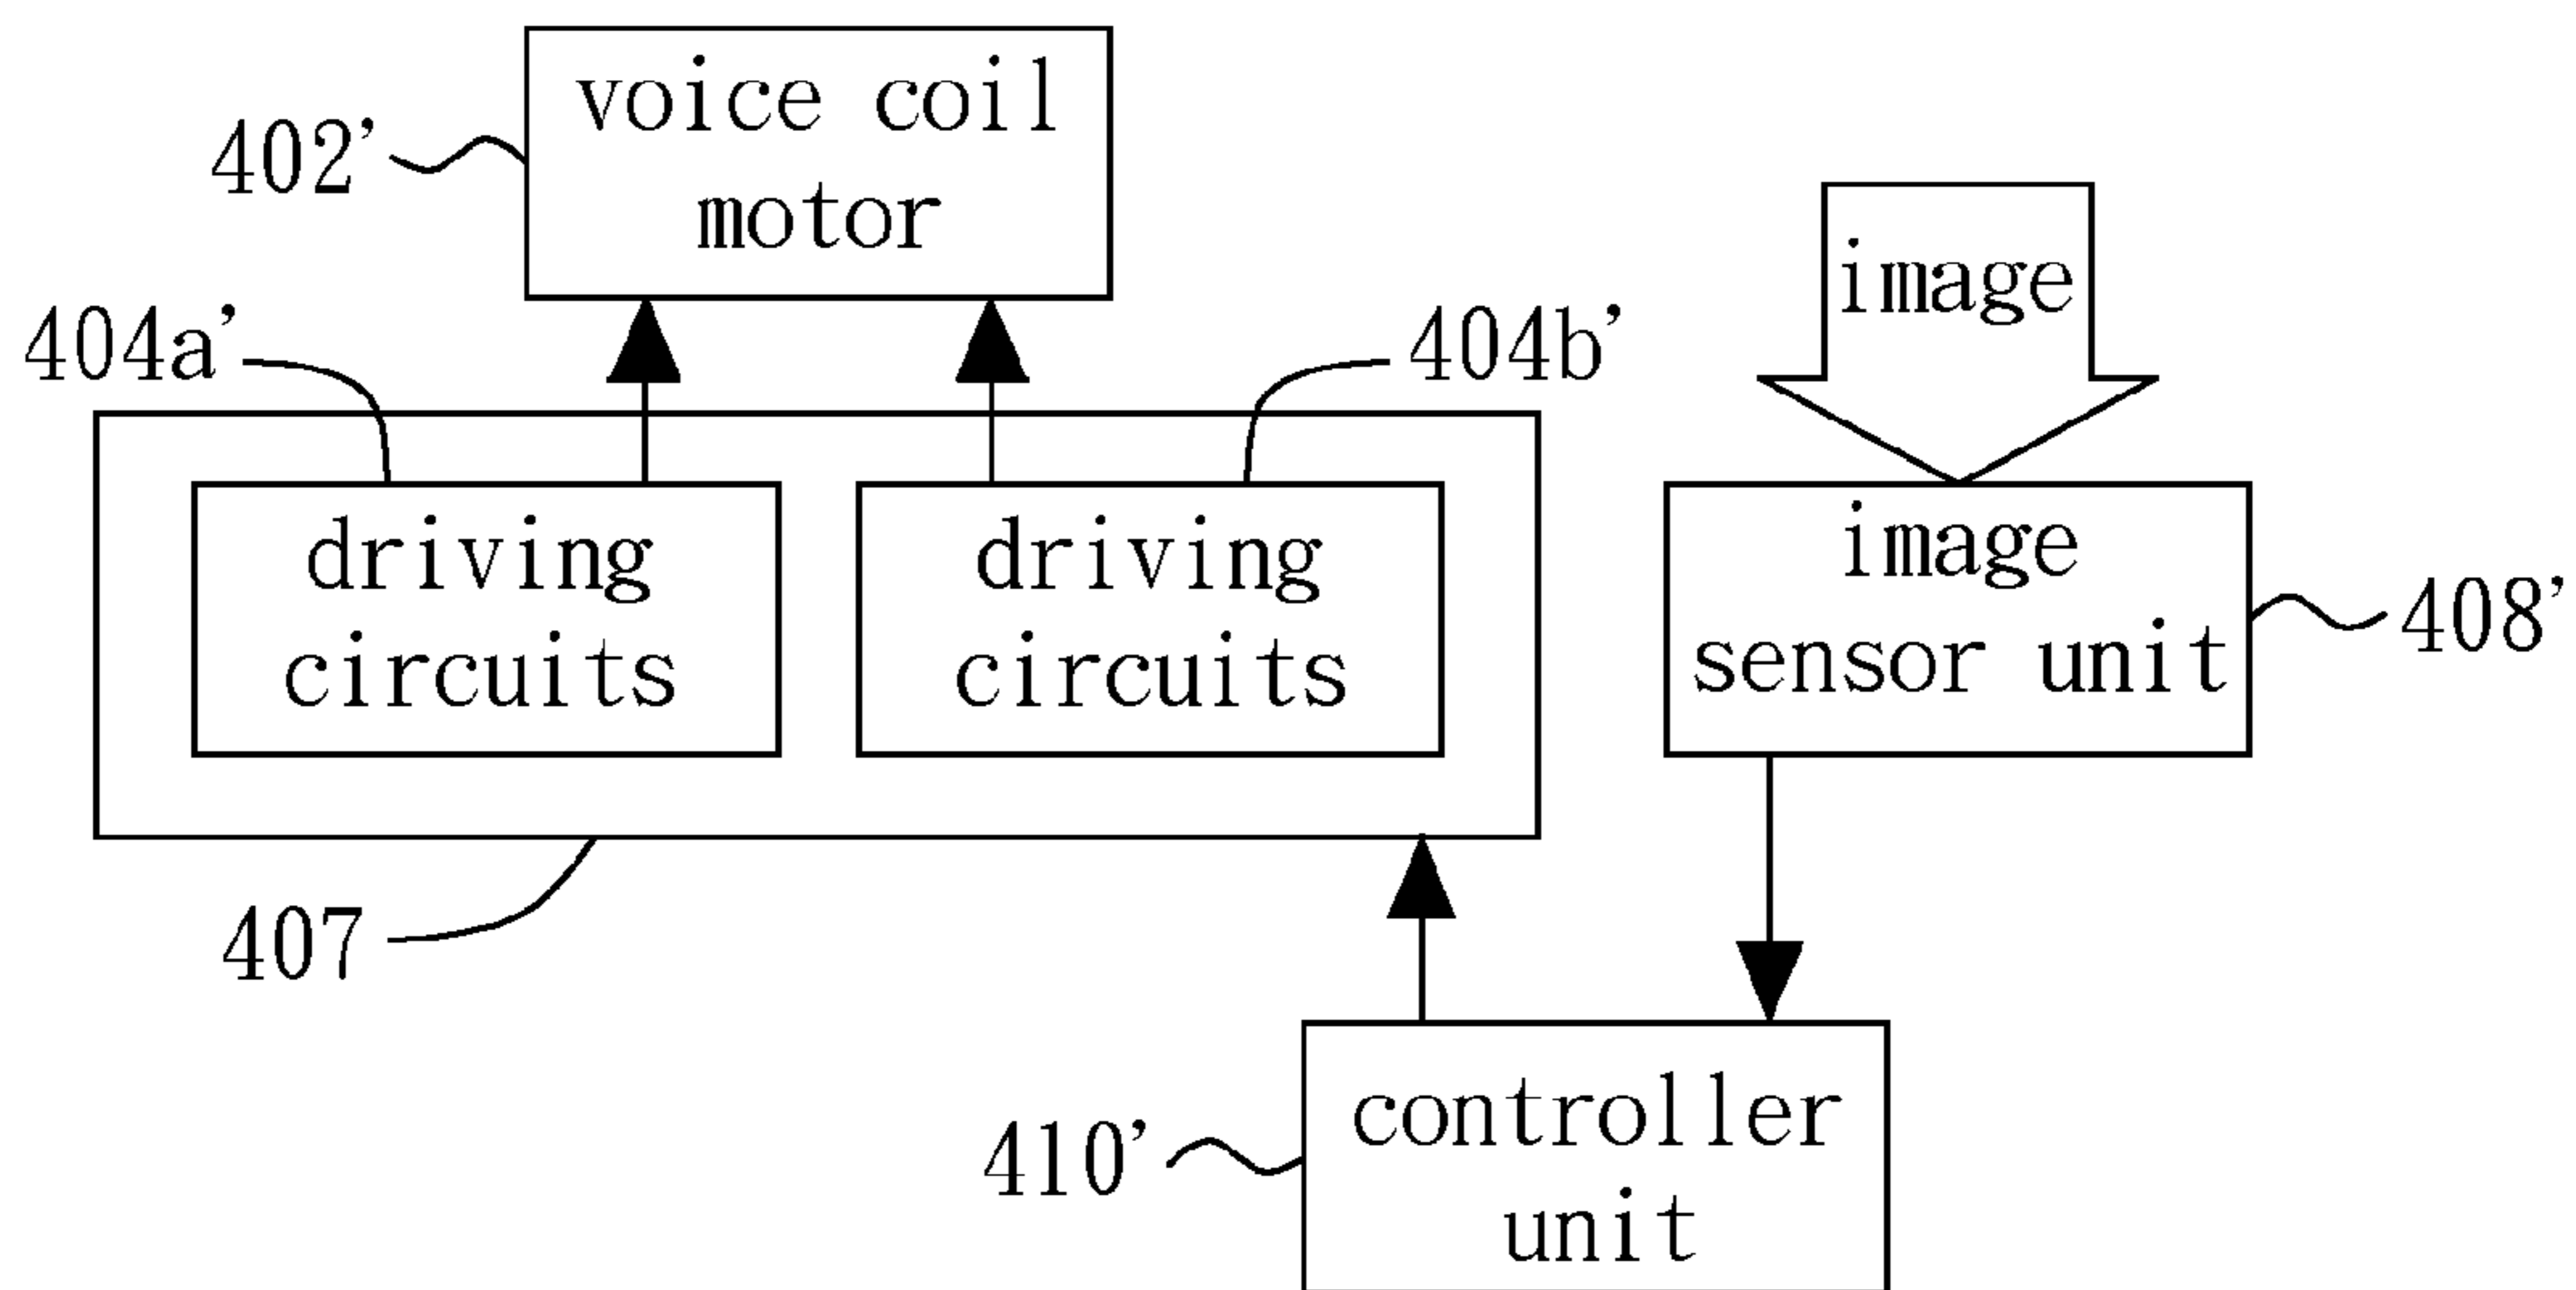 voice coil
motor
402'
image
404a'
404b'
driving
circuits
driving
circuits
image
sensor unit
408'
407
controller
unit
410'